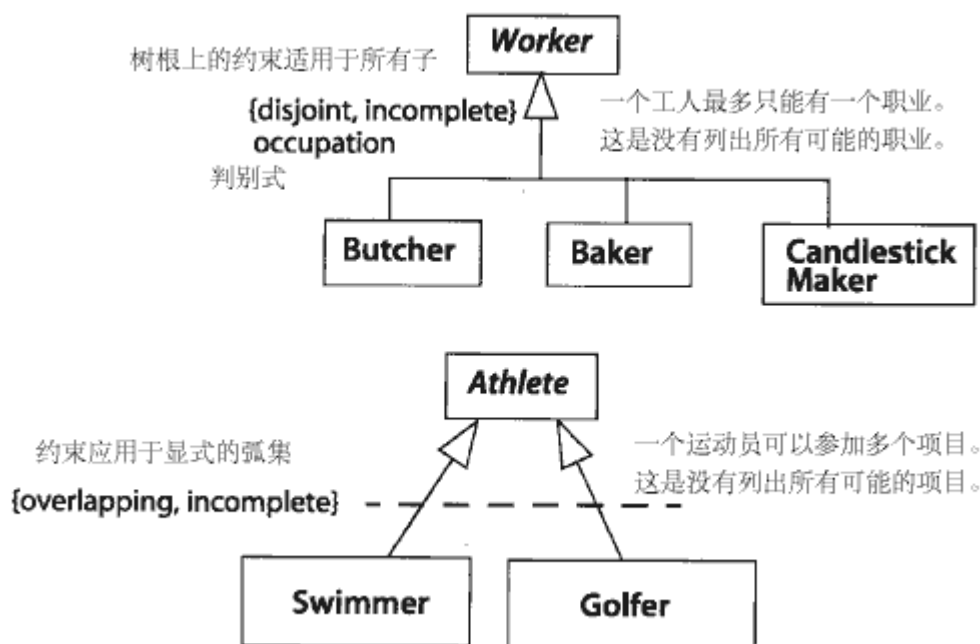 Worker
树根上的约束适用于所有子
{disjoint, incomplete}
occupation
判别式
一个工人最多只能有一个职业。
这是没有列出所有可能的职业。
Butcher
Baker
Candlestick
Maker
Athlete
约束应用于显式的弧集
{overlapping, incomplete}
一个运动员可以参加多个项目。
这是没有列出所有可能的项目。
Swimmer
Golfer